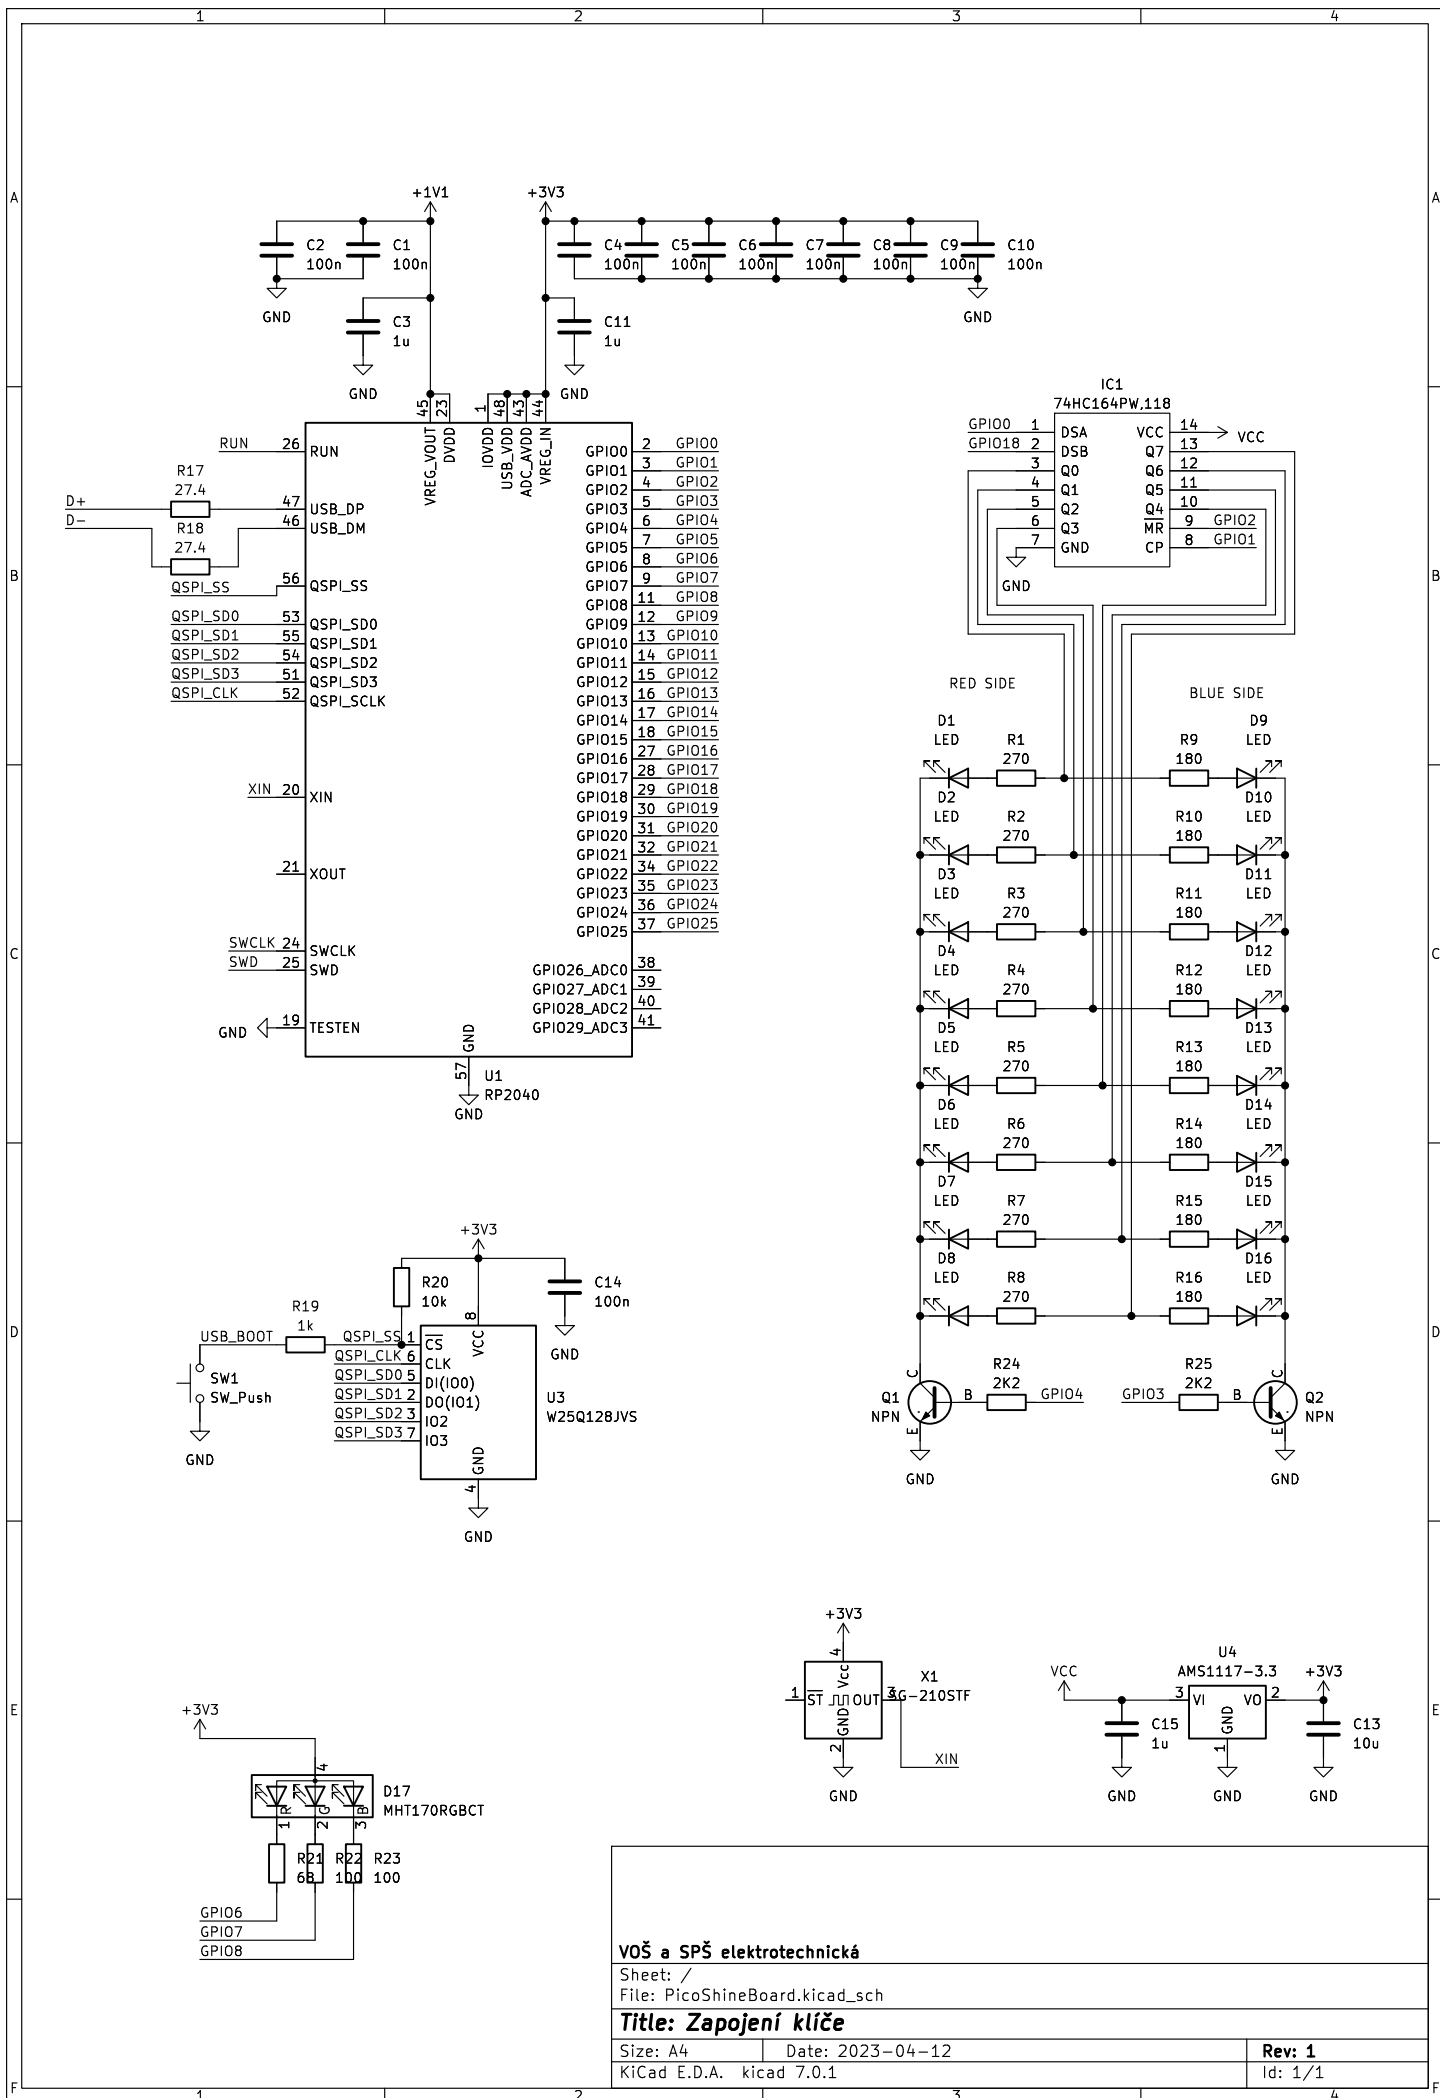 1 2 3 4
A A
+1V1 +3V3
C2 C1 C4 C5 C6 C7 C8 C9 C10
100n 100n 100n 100n 100n 100n 100n 100n 100n
GND GND
C3 C11
1u 1u
GND GND
45 VREG_VOUT
23 DVDD
1 IOVDD
48 USB_VDD
43 ADC_AVDD
44 VREG_IN
RUN 26 RUN
R17
27.4
D+ 47 USB_DP
D- 46 USB_DM
R18
27.4
QSPI_SS 56 QSPI_SS
QSPI_SD0 53 QSPI_SD0
QSPI_SD1 55 QSPI_SD1
QSPI_SD2 54 QSPI_SD2
QSPI_SD3 51 QSPI_SD3
QSPI_CLK 52 QSPI_SCLK
XIN 20 XIN
21 XOUT
SWCLK 24 SWCLK
SWD 25 SWD
GND 19 TESTEN
GPIO0 2 GPIO0
GPIO1 3 GPIO1
GPIO2 4 GPIO2
GPIO3 5 GPIO3
GPIO4 6 GPIO4
GPIO5 7 GPIO5
GPIO6 8 GPIO6
GPIO7 9 GPIO7
GPIO8 11 GPIO8
GPIO9 12 GPIO9
GPIO10 13 GPIO10
GPIO11 14 GPIO11
GPIO12 15 GPIO12
GPIO13 16 GPIO13
GPIO14 17 GPIO14
GPIO15 18 GPIO15
GPIO16 27 GPIO16
GPIO17 28 GPIO17
GPIO18 29 GPIO18
GPIO19 30 GPIO19
GPIO20 31 GPIO20
GPIO21 32 GPIO21
GPIO22 34 GPIO22
GPIO23 35 GPIO23
GPIO24 36 GPIO24
GPIO25 37 GPIO25
GPIO26_ADC0 38
GPIO27_ADC1 39
GPIO28_ADC2 40
GPIO29_ADC3 41
GND 57
GND
U1
RP2040
IC1
74HC164PW,118
GPIO0 1 DSA VCC 14 VCC
GPIO18 2 DSB Q7 13
3 Q0 Q6 12
4 Q1 Q5 11
5 Q2 Q4 10
6 Q3 MR 9 GPIO2
7 GND CP 8 GPIO1
GND
B B
RED SIDE BLUE SIDE
D1 D9
LED R1 R9 LED
270 180
D2 D10
LED R2 R10 LED
270 180
D3 D11
LED R3 R11 LED
270 180
D4 D12
LED R4 R12 LED
270 180
D5 D13
LED R5 R13 LED
270 180
D6 D14
LED R6 R14 LED
270 180
D7 D15
LED R7 R15 LED
270 180
D8 D16
LED R8 R16 LED
270 180
C C
Q1 C B E R24 GPIO4 GPIO3 R25 B C E Q2
NPN 2K2 2K2 NPN
GND GND
D D
+3V3
R20 C14
10k 100n
GND
USB_BOOT R19
1k
SW1
SW_Push
GND
8 VCC
QSPI_SS 1 CS
QSPI_CLK 6 CLK
QSPI_SD0 5 DI(IO0)
QSPI_SD1 2 DO(IO1)
QSPI_SD2 3 IO2
QSPI_SD3 7 IO3
GND 4
GND
U3
W25Q128JVS
+3V3
4 Vcc
X1
SG-210STF
1 ST OUT 3
GND 2
XIN
GND
U4
AMS1117-3.3
VCC 3 VI VO 2 +3V3
GND 1
C15 C13
1u 10u
GND GND GND
E E
+3V3
4
D17
MHT170RGBCT
R G B
1 2 3
R21 R22 R23
68 100 100
GPIO6
GPIO7
GPIO8
VOŠ a SPŠ elektrotechnická
Sheet: /
File: PicoShineBoard.kicad_sch
Title: Zapojení klíče
Size: A4 Date: 2023-04-12 Rev: 1
KiCad E.D.A. kicad 7.0.1 Id: 1/1
F F
1 2 3 4